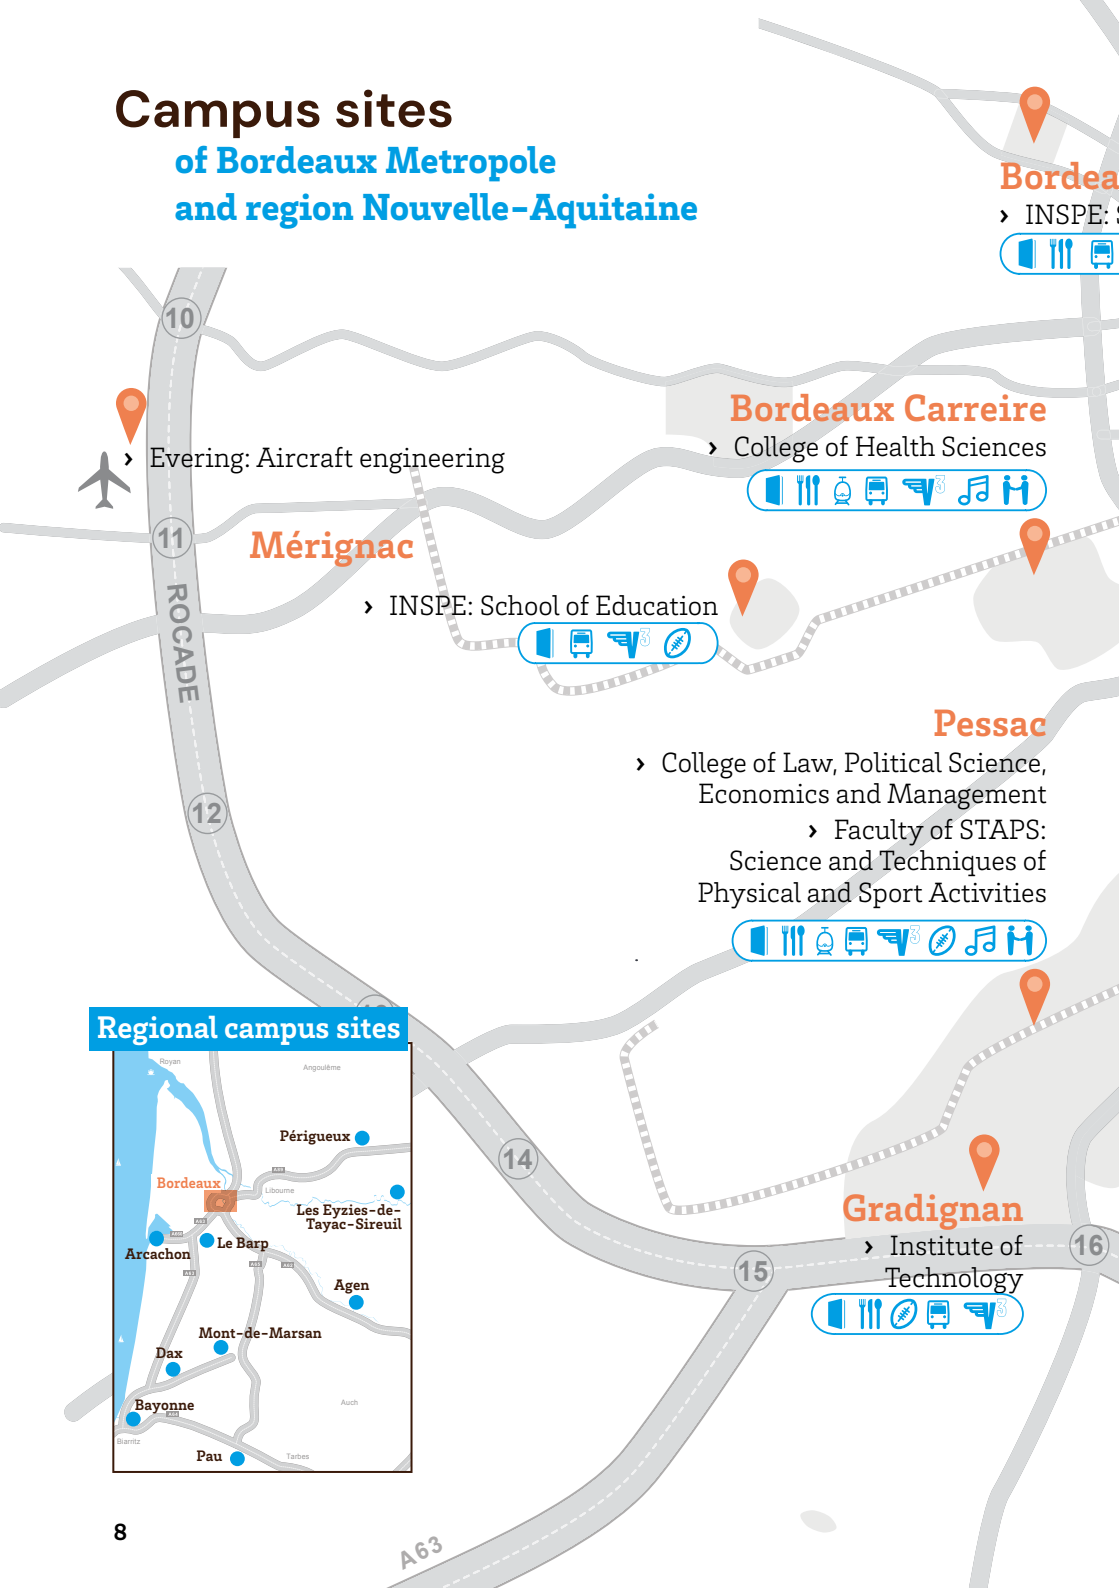 Campus sites
of Bordeaux Metropole
and region Nouvelle-Aquitaine
Bordea
› INSPE:
10
› Evering: Aircraft engineering
Bordeaux Carreire
› College of Health Sciences
3
11
Mérignac
› INSPE: School of Education
3
ROCADE
Pessac
› College of Law, Political Science,
Economics and Management
› Faculty of STAPS:
Science and Techniques of
Physical and Sport Activities
3
12
Regional campus sites
Royan
Angoulême
Périgueux
Bordeaux
Libourne
Les Eyzies-de-
Tayac-Sireuil
Arcachon
Le Barp
Agen
Mont-de-Marsan
Dax
Bayonne
Auch
Biarritz
Pau
Tarbes
14
Gradignan
› Institute of
Technology
3
15
16
8
A63